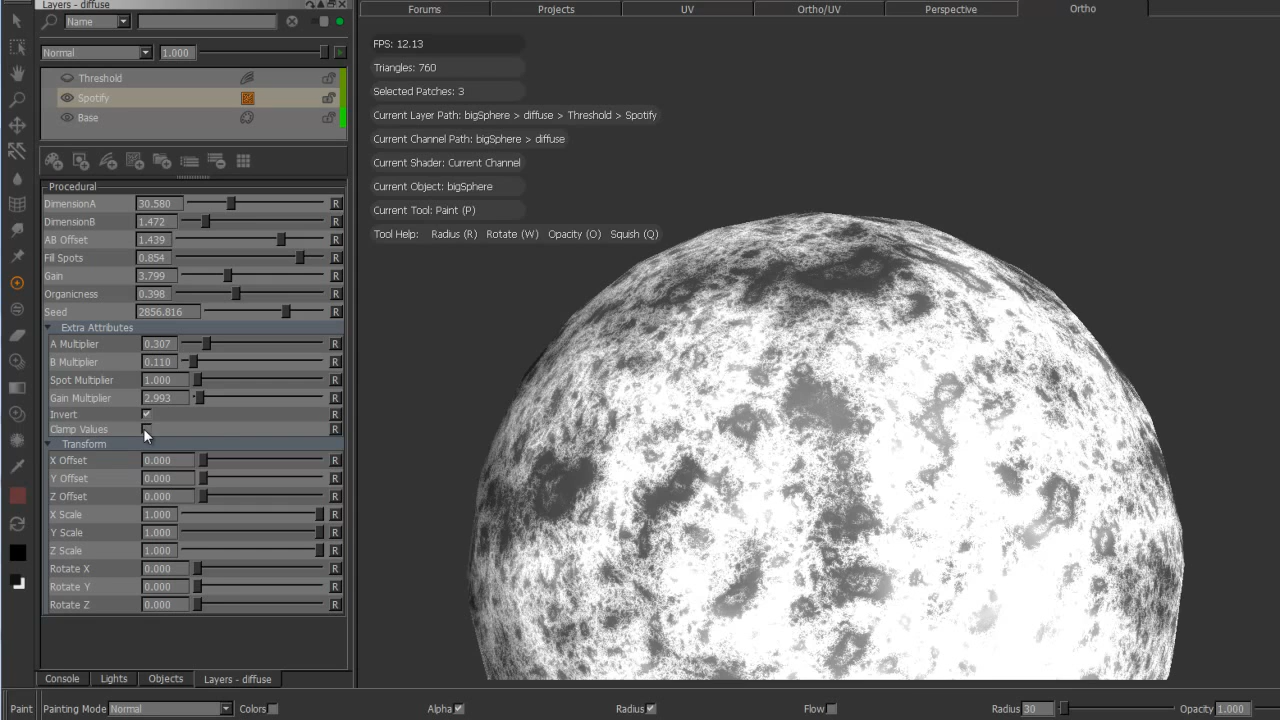 Layers - diffuse
Forums Projects UV Ortho/UV Perspective Ortho
Name
Normal 1.000
Threshold
Spotify
Base
Procedural
DimensionA 30.580 R
DimensionB 1.472 R
AB Offset 1.439 R
Fill Spots 0.854 R
Gain 3.799 R
Organicness 0.398 R
Seed 2856.816 R
Extra Attributes
A Multiplier 0.307 R
B Multiplier 0.110 R
Spot Multiplier 1.000 R
Gain Multiplier 2.993 R
Invert R
Clamp Values R
Transform
X Offset 0.000 R
Y Offset 0.000 R
Z Offset 0.000 R
X Scale 1.000 R
Y Scale 1.000 R
Z Scale 1.000 R
Rotate X 0.000 R
Rotate Y 0.000 R
Rotate Z 0.000 R
FPS: 12.13
Triangles: 760
Selected Patches: 3
Current Layer Path: bigSphere > diffuse > Threshold > Spotify
Current Channel Path: bigSphere > diffuse
Current Shader: Current Channel
Current Object: bigSphere
Current Tool: Paint (P)
Tool Help: Radius (R) Rotate (W) Opacity (O) Squish (Q)
Console Lights Objects Layers - diffuse
Paint Painting Mode Normal Colors Alpha Radius Flow Radius 30 Opacity 1.000